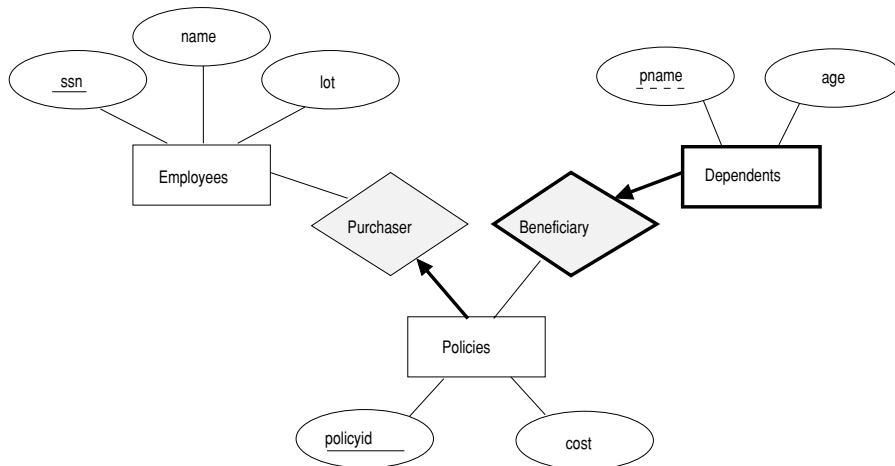 name
ssn
lot
pname
age
Employees
Dependents
Purchaser
Beneficiary
Policies
policyid
cost